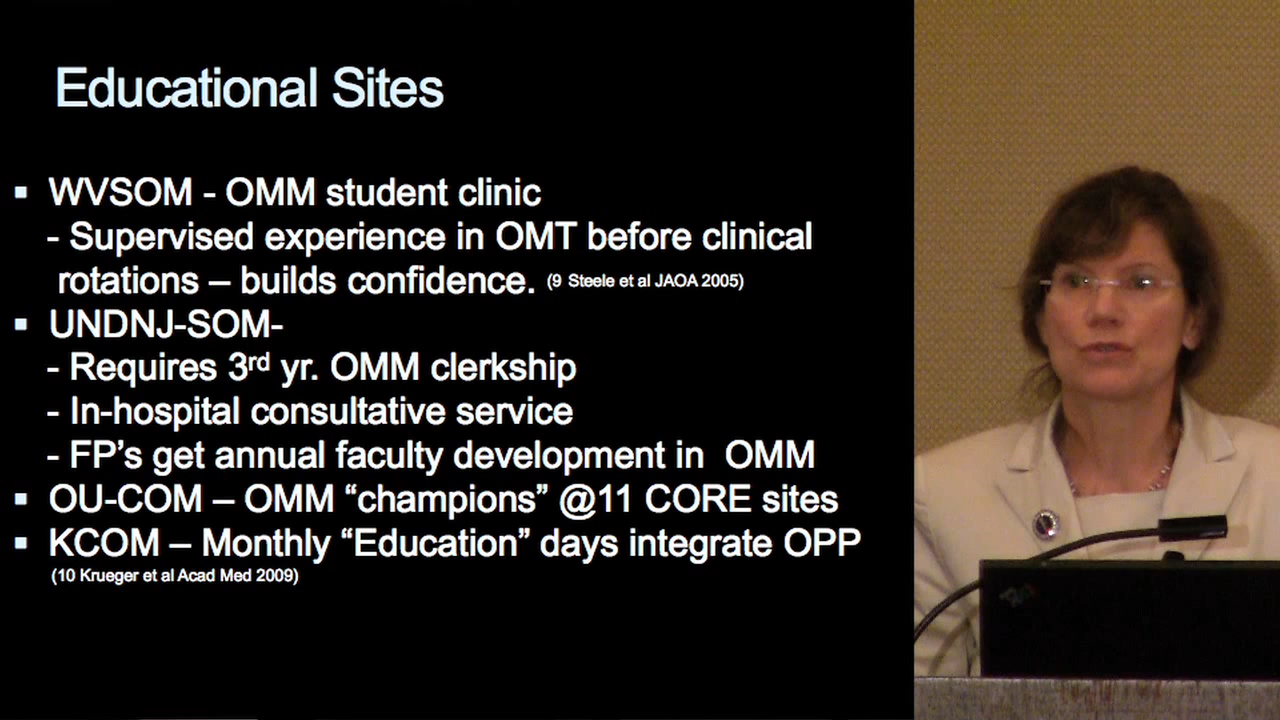 Educational Sites
▪ WVSOM - OMM student clinic
- Supervised experience in OMT before clinical
rotations – builds confidence. (9 Steele et al JAOA 2005)
▪ UNDNJ-SOM-
- Requires 3rd yr. OMM clerkship
- In-hospital consultative service
- FP’s get annual faculty development in OMM
▪ OU-COM – OMM “champions” @11 CORE sites
▪ KCOM – Monthly “Education” days integrate OPP
(10 Krueger et al Acad Med 2009)